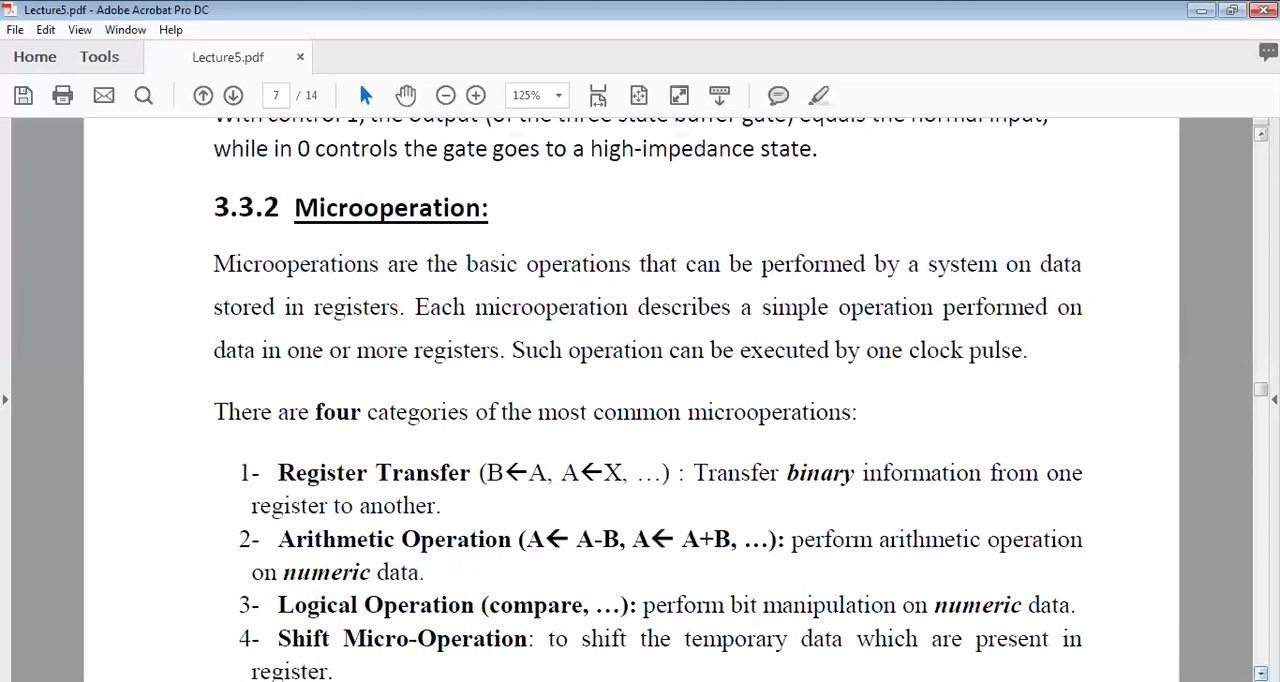 Lecture5.pdf - Adobe Acrobat Pro DC
File Edit View Window Help
Home Tools Lecture5.pdf ×
7 / 14 125%
With control 1, the output (of the three state buffer gate) equals the normal input,
while in 0 controls the gate goes to a high-impedance state.
3.3.2 Microoperation:
Microoperations are the basic operations that can be performed by a system on data
stored in registers. Each microoperation describes a simple operation performed on
data in one or more registers. Such operation can be executed by one clock pulse.
There are four categories of the most common microoperations:
1- Register Transfer (B←A, A←X, …) : Transfer binary information from one
register to another.
2- Arithmetic Operation (A← A-B, A← A+B, …): perform arithmetic operation
on numeric data.
3- Logical Operation (compare, …): perform bit manipulation on numeric data.
4- Shift Micro-Operation: to shift the temporary data which are present in
register.